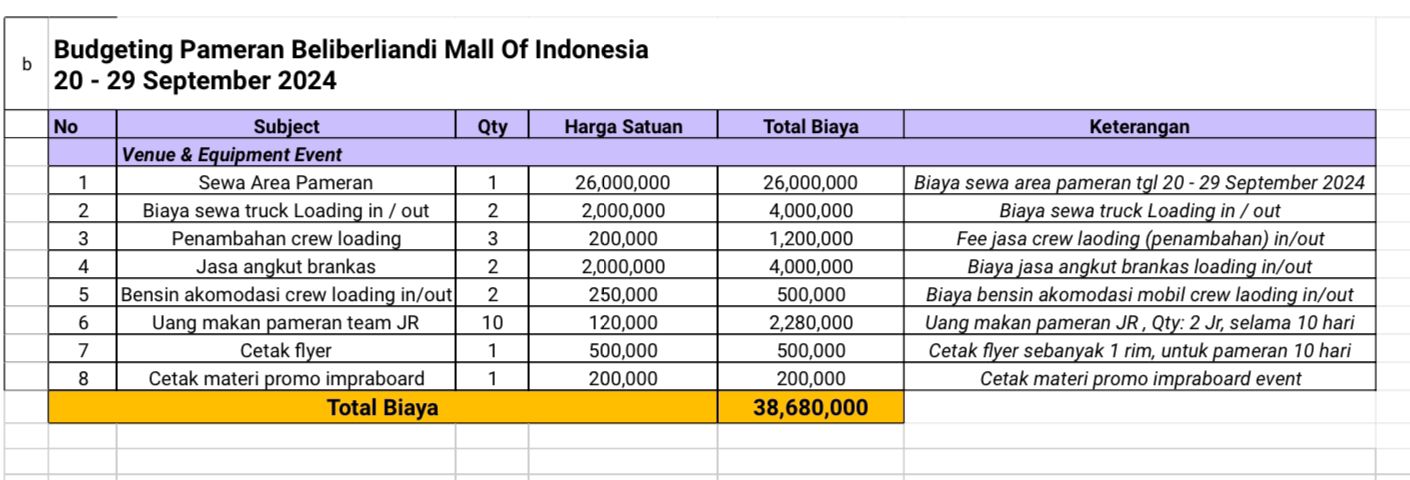 b
Budgeting Pameran Beliberliandi Mall Of Indonesia
20 - 29 September 2024
No Subject Qty Harga Satuan Total Biaya Keterangan
Venue & Equipment Event
1 Sewa Area Pameran 1 26,000,000 26,000,000 Biaya sewa area pameran tgl 20 - 29 September 2024
2 Biaya sewa truck Loading in / out 2 2,000,000 4,000,000 Biaya sewa truck Loading in / out
3 Penambahan crew loading 3 200,000 1,200,000 Fee jasa crew laoding (penambahan) in/out
4 Jasa angkut brankas 2 2,000,000 4,000,000 Biaya jasa angkut brankas loading in/out
5 Bensin akomodasi crew loading in/out 2 250,000 500,000 Biaya bensin akomodasi mobil crew laoding in/out
6 Uang makan pameran team JR 10 120,000 2,280,000 Uang makan pameran JR , Qty: 2 Jr, selama 10 hari
7 Cetak flyer 1 500,000 500,000 Cetak flyer sebanyak 1 rim, untuk pameran 10 hari
8 Cetak materi promo impraboard 1 200,000 200,000 Cetak materi promo impraboard event
Total Biaya 38,680,000